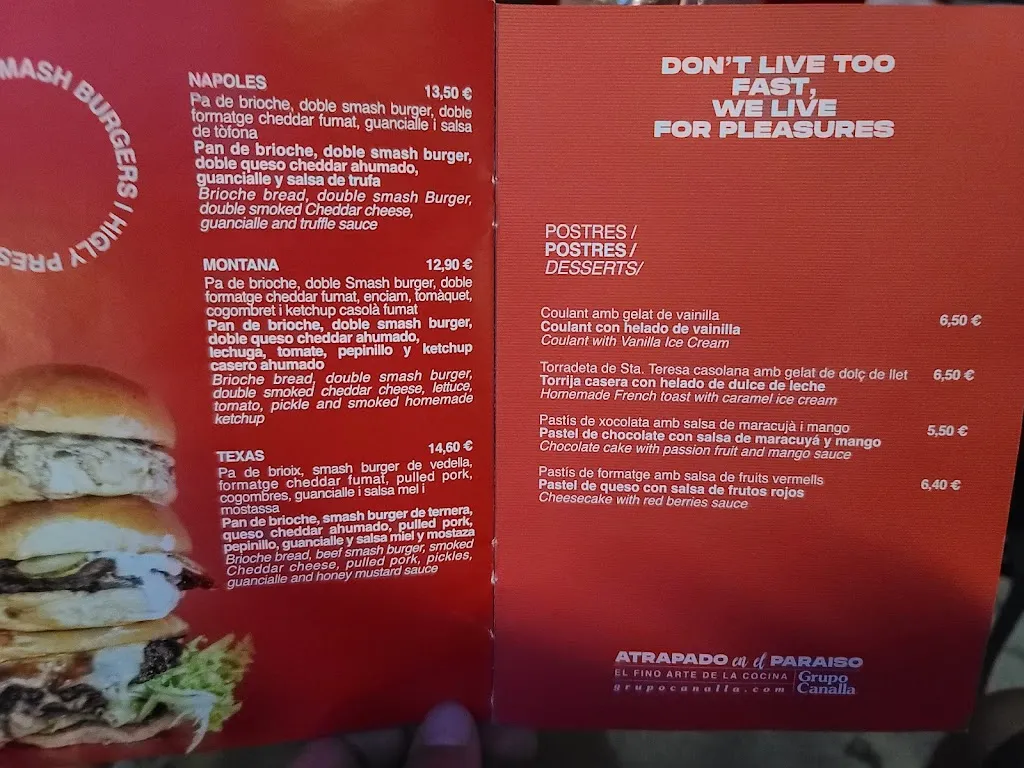 MASH BURGERS | HIGLY PRES
NAPOLES 13,50 €
Pa de brioche, doble smash burger, doble
formatge cheddar fumat, guancialle i salsa
de tòfona
Pan de brioche, doble smash burger,
doble queso cheddar ahumado,
guancialle y salsa de trufa
Brioche bread, double smash Burger,
double smoked Cheddar cheese,
guancialle and truffle sauce
MONTANA 12,90 €
Pa de brioche, doble Smash burger, doble
formatge cheddar fumat, enciam, tomàquet,
cogombret i ketchup casolà fumat
Pan de brioche, doble smash burger,
doble queso cheddar ahumado,
lechuga, tomate, pepinillo y ketchup
casero ahumado
Brioche bread, double smash burger,
double smoked cheddar cheese, lettuce,
tomato, pickle and smoked homemade
ketchup
TEXAS 14,60 €
Pa de brioix, smash burger de vedella,
formatge cheddar fumat, pulled pork,
cogombres, guancialle i salsa mel i
mostassa
Pan de brioche, smash burger de ternera,
queso cheddar ahumado, pulled pork,
pepinillo, guancialle y salsa miel y mostaza
Brioche bread, beef smash burger, smoked
Cheddar cheese, pulled pork, pickles,
guancialle and honey mustard sauce
DON'T LIVE TOO
FAST,
WE LIVE
FOR PLEASURES
POSTRES /
POSTRES /
DESSERTS/
Coulant amb gelat de vainilla 6,50 €
Coulant con helado de vainilla
Coulant with Vanilla Ice Cream
Torradeta de Sta. Teresa casolana amb gelat de dolç de llet 6,50 €
Torrija casera con helado de dulce de leche
Homemade French toast with caramel ice cream
Pastís de xocolata amb salsa de maracujà i mango 5,50 €
Pastel de chocolate con salsa de maracuyá y mango
Chocolate cake with passion fruit and mango sauce
Pastís de formatge amb salsa de fruits vermells 6,40 €
Pastel de queso con salsa de frutos rojos
Cheesecake with red berries sauce
ATRAPADO en el PARAISO
EL FINO ARTE DE LA COCINA
grupocanalla.com
Grupo
Canalla